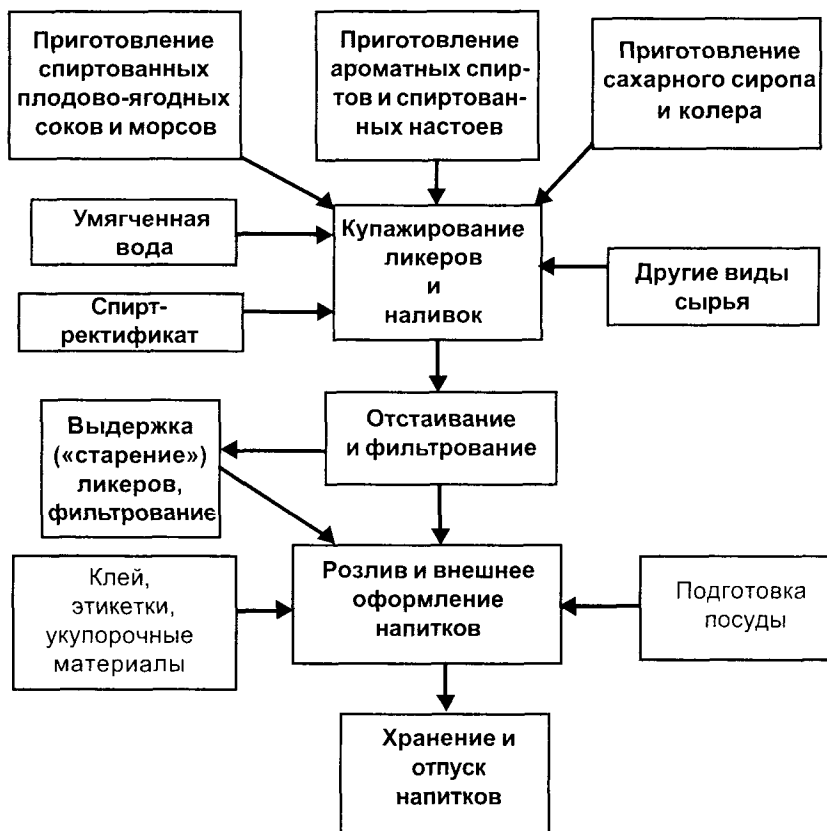 Приготовление
спиртованных
плодово-ягодных
соков и морсов
Приготовление
ароматных спир-
тов и спиртован-
ных настоев
Приготовление
сахарного сиропа
и колера
Умягченная
вода
Купажирование
ликеров
и
наливок
Другие виды
сырья
Спирт-
ректификат
Отстаивание
и фильтрование
Выдержка
(«старение»)
ликеров,
фильтрование
Розлив и внешнее
оформление
напитков
Клей,
этикетки,
укупорочные
материалы
Подготовка
посуды
Хранение и
отпуск
напитков